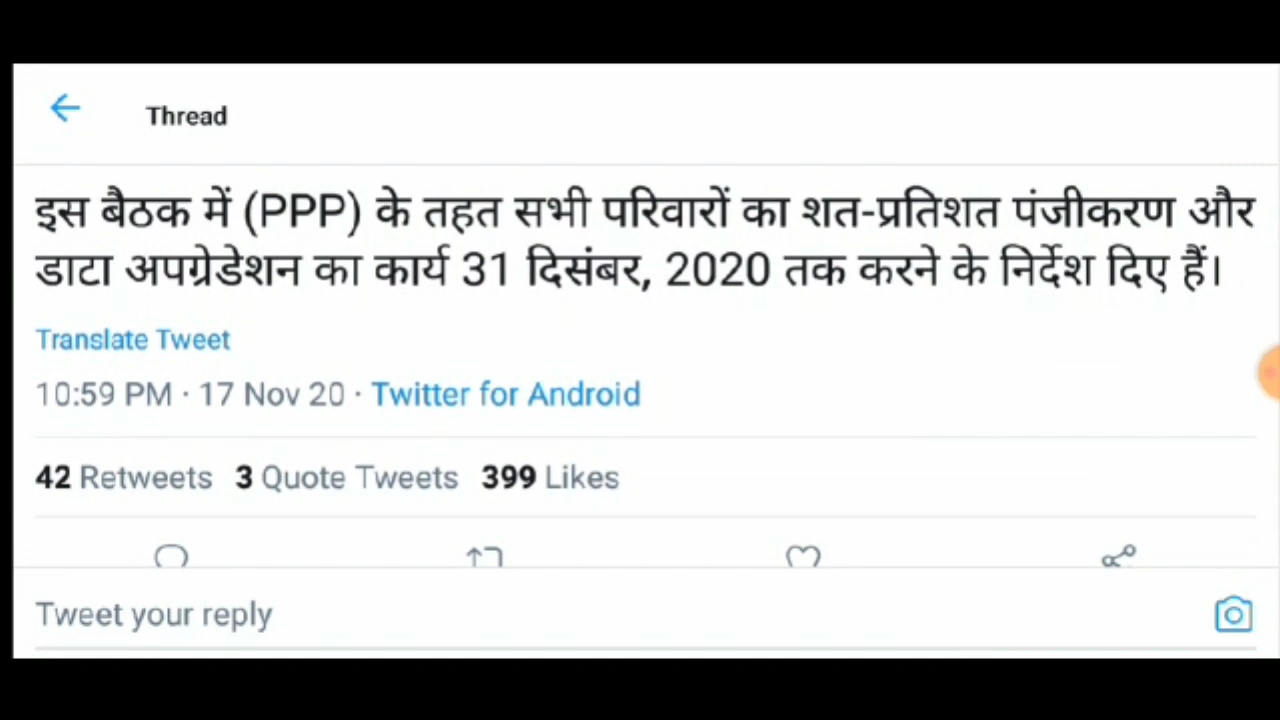 Thread
इस बैठक में (PPP) के तहत सभी परिवारों का शत-प्रतिशत पंजीकरण और
डाटा अपग्रेडेशन का कार्य 31 दिसंबर, 2020 तक करने के निर्देश दिए हैं।
Translate Tweet
10:59 PM · 17 Nov 20 · Twitter for Android
42 Retweets 3 Quote Tweets 399 Likes
Tweet your reply